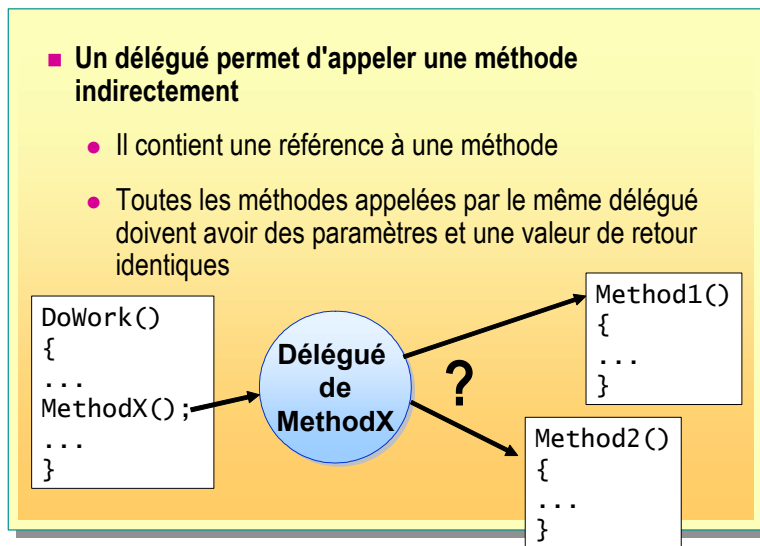 Un délégué permet d'appeler une méthode
indirectement
Il contient une référence à une méthode
Toutes les méthodes appelées par le même délégué
doivent avoir des paramètres et une valeur de retour
identiques
DoWork()
{
...
MethodX();
...
}
Délégué
de
MethodX
?
Method1()
{
...
}
Method2()
{
...
}